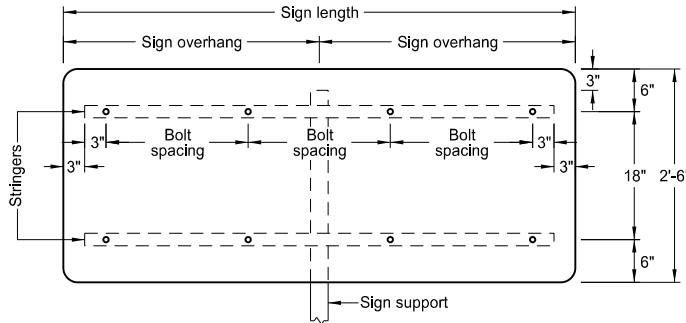 Sign length
Sign overhang
Sign overhang
3"
6"
Stringers
3"
Bolt
spacing
Bolt
spacing
Bolt
spacing
3"
3"
3"
18"
2'-6"
6"
Sign support